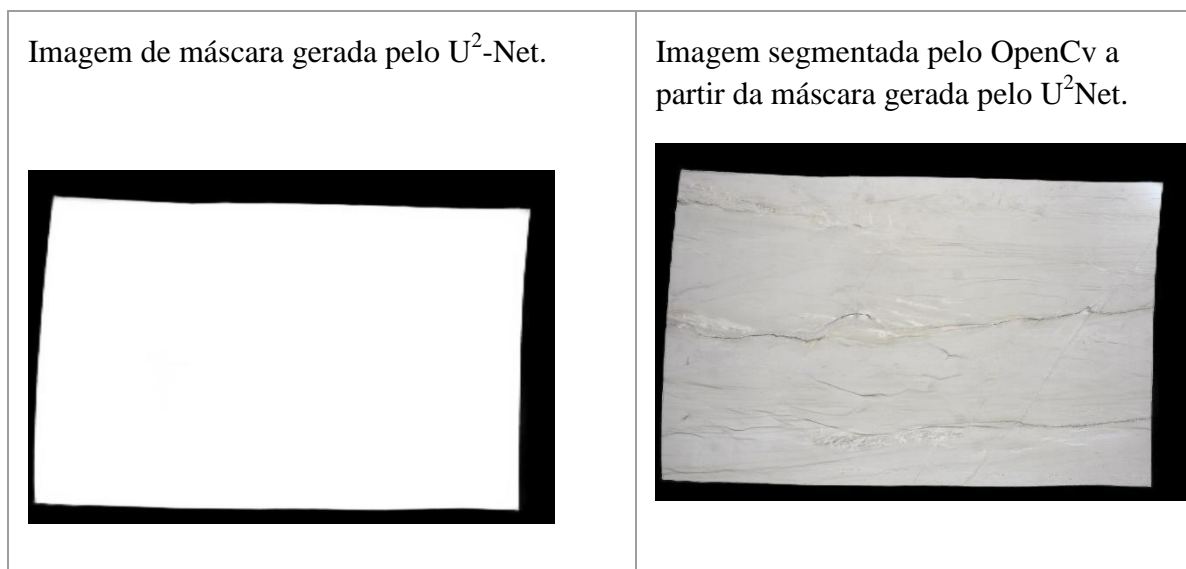 Imagem de máscara gerada pelo U²-Net.
Imagem segmentada pelo OpenCv a
partir da máscara gerada pelo U²Net.